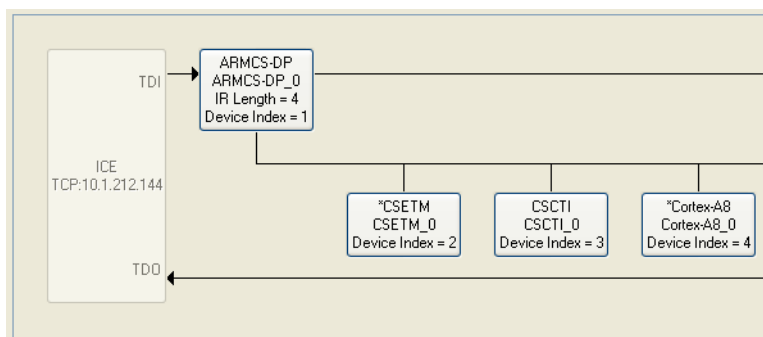 TDI
ICE
TCP:10.1.212.144
TDO
ARMCS-DP
ARMCS-DP_0
IR Length = 4
Device Index = 1
*CSETM
CSETM_0
Device Index = 2
CSCTI
CSCTI_0
Device Index = 3
*Cortex-A8
Cortex-A8_0
Device Index = 4